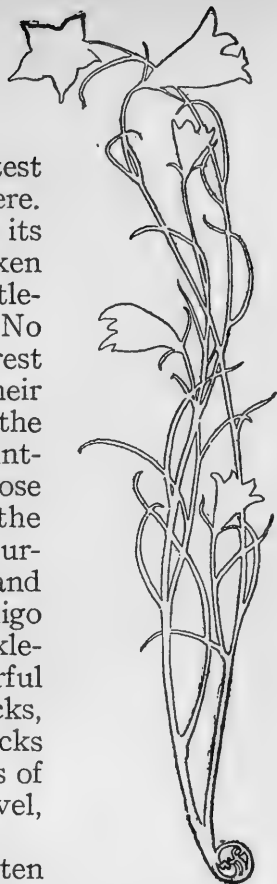 test
ere.
its
ken
tle-
No
rest
heir
the
int-
ose
the
ur-
and
igo
kle-
rful
cks,
cks
s of
vel,
ten